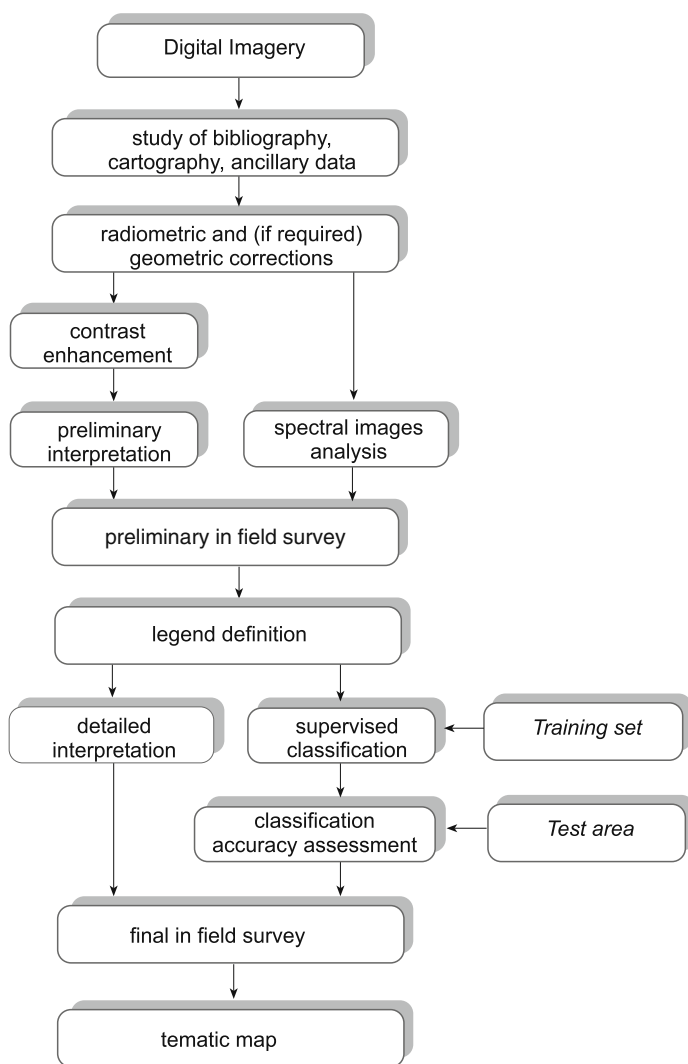 Digital Imagery
study of bibliography,
cartography, ancillary data
radiometric and (if required)
geometric corrections
contrast
enhancement
preliminary
interpretation
spectral images
analysis
preliminary in field survey
legend definition
detailed
interpretation
supervised
classification
Training set
classification
accuracy assessment
Test area
final in field survey
tematic map